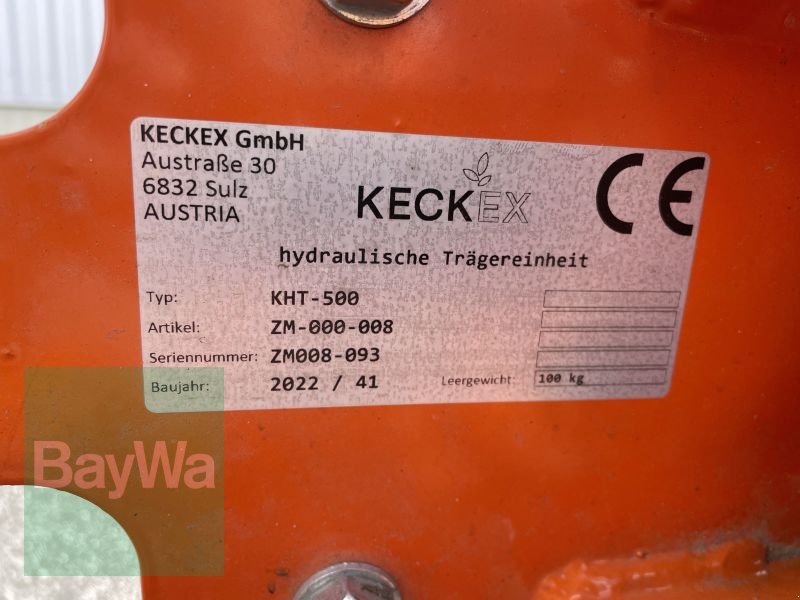 KECKEX GmbH
Austraße 30
6832 Sulz
AUSTRIA
KECKEX
CE
hydraulische Trägereinheit
Typ: KHT-500
Artikel: ZM-000-008
Seriennummer: ZM008-093
Baujahr: 2022 / 41 Leergewicht: 100 kg
BayWa